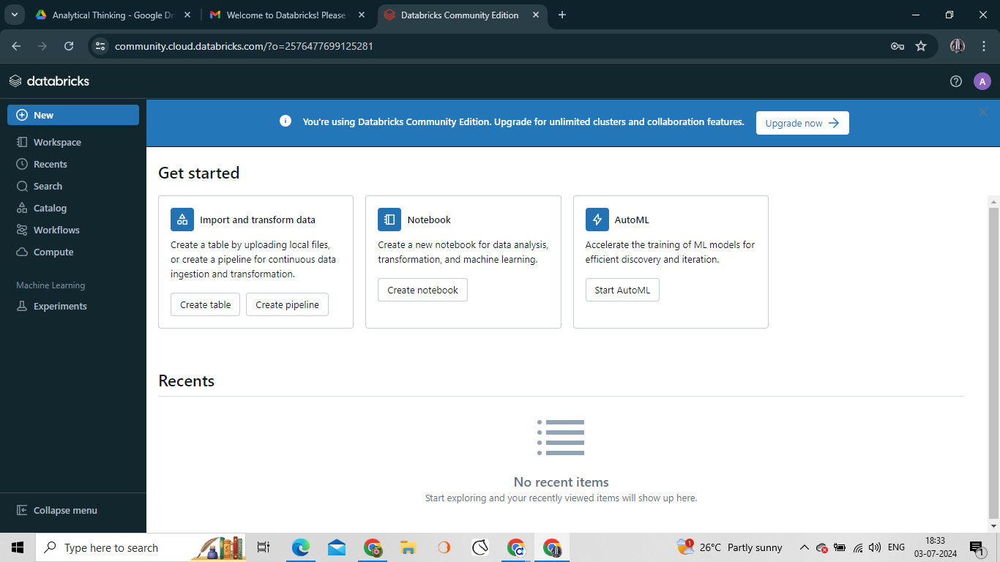 Analytical Thinking - Google Dri
Welcome to Databricks! Please
Databricks Community Edition
community.cloud.databricks.com/?o=2576477699125281
databricks
A
New
Workspace
Recents
Search
Catalog
Workflows
Compute
Machine Learning
Experiments
Collapse menu
You're using Databricks Community Edition. Upgrade for unlimited clusters and collaboration features.
Upgrade now
Get started
Import and transform data
Create a table by uploading local files,
or create a pipeline for continuous data
ingestion and transformation.
Create table
Create pipeline
Notebook
Create a new notebook for data analysis,
transformation, and machine learning.
Create notebook
AutoML
Accelerate the training of ML models for
efficient discovery and iteration.
Start AutoML
Recents
No recent items
Start exploring and your recently viewed items will show up here.
Type here to search
1
26°C Partly sunny
ENG
18:33
03-07-2024
1